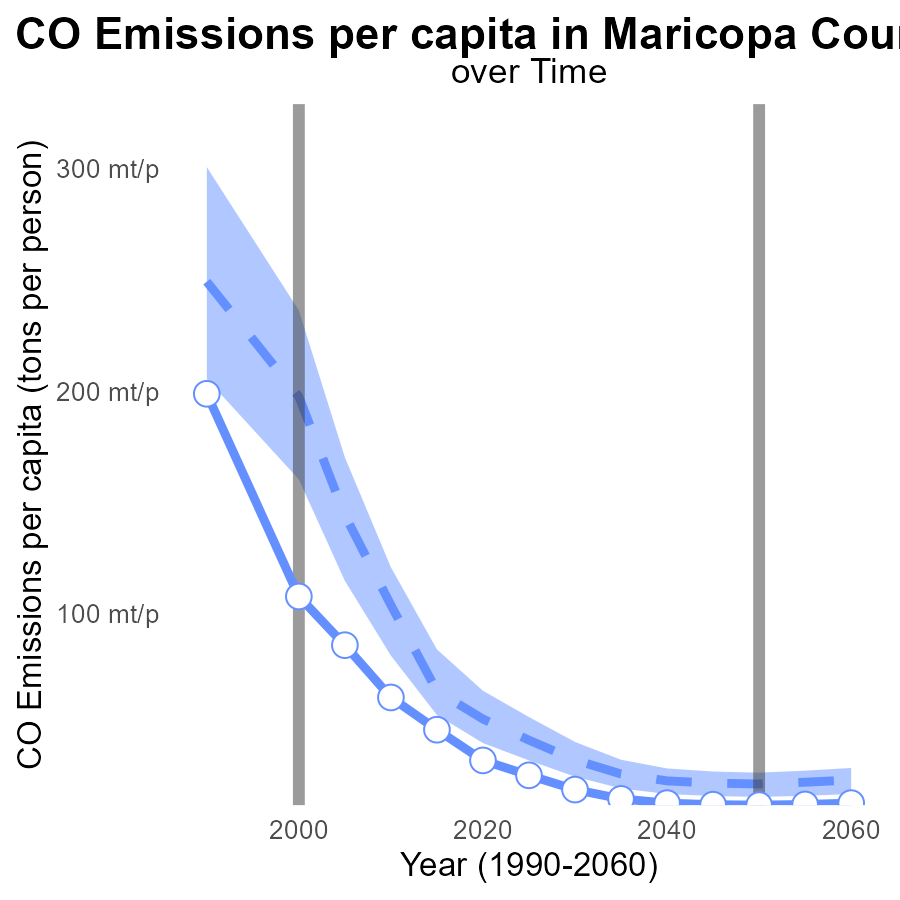 CO Emissions per capita in Maricopa Cou
over Time
CO Emissions per capita (tons per person)
300 mt/p
200 mt/p
100 mt/p
2000
2020
2040
2060
Year (1990-2060)